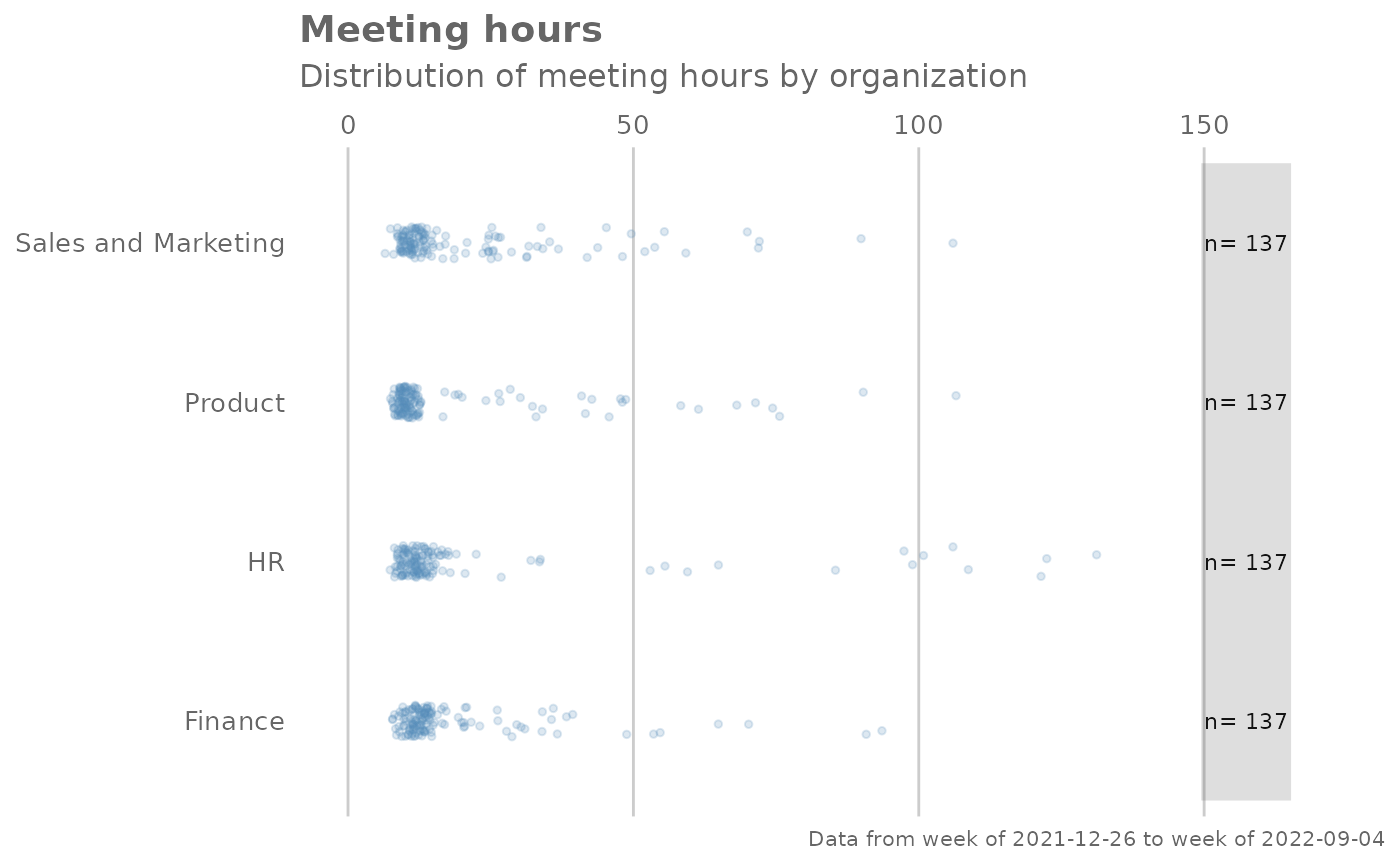 Meeting hours
Distribution of meeting hours by organization
0 50 100 150
Sales and Marketing n= 137
Product n= 137
HR n= 137
Finance n= 137
Data from week of 2021-12-26 to week of 2022-09-04